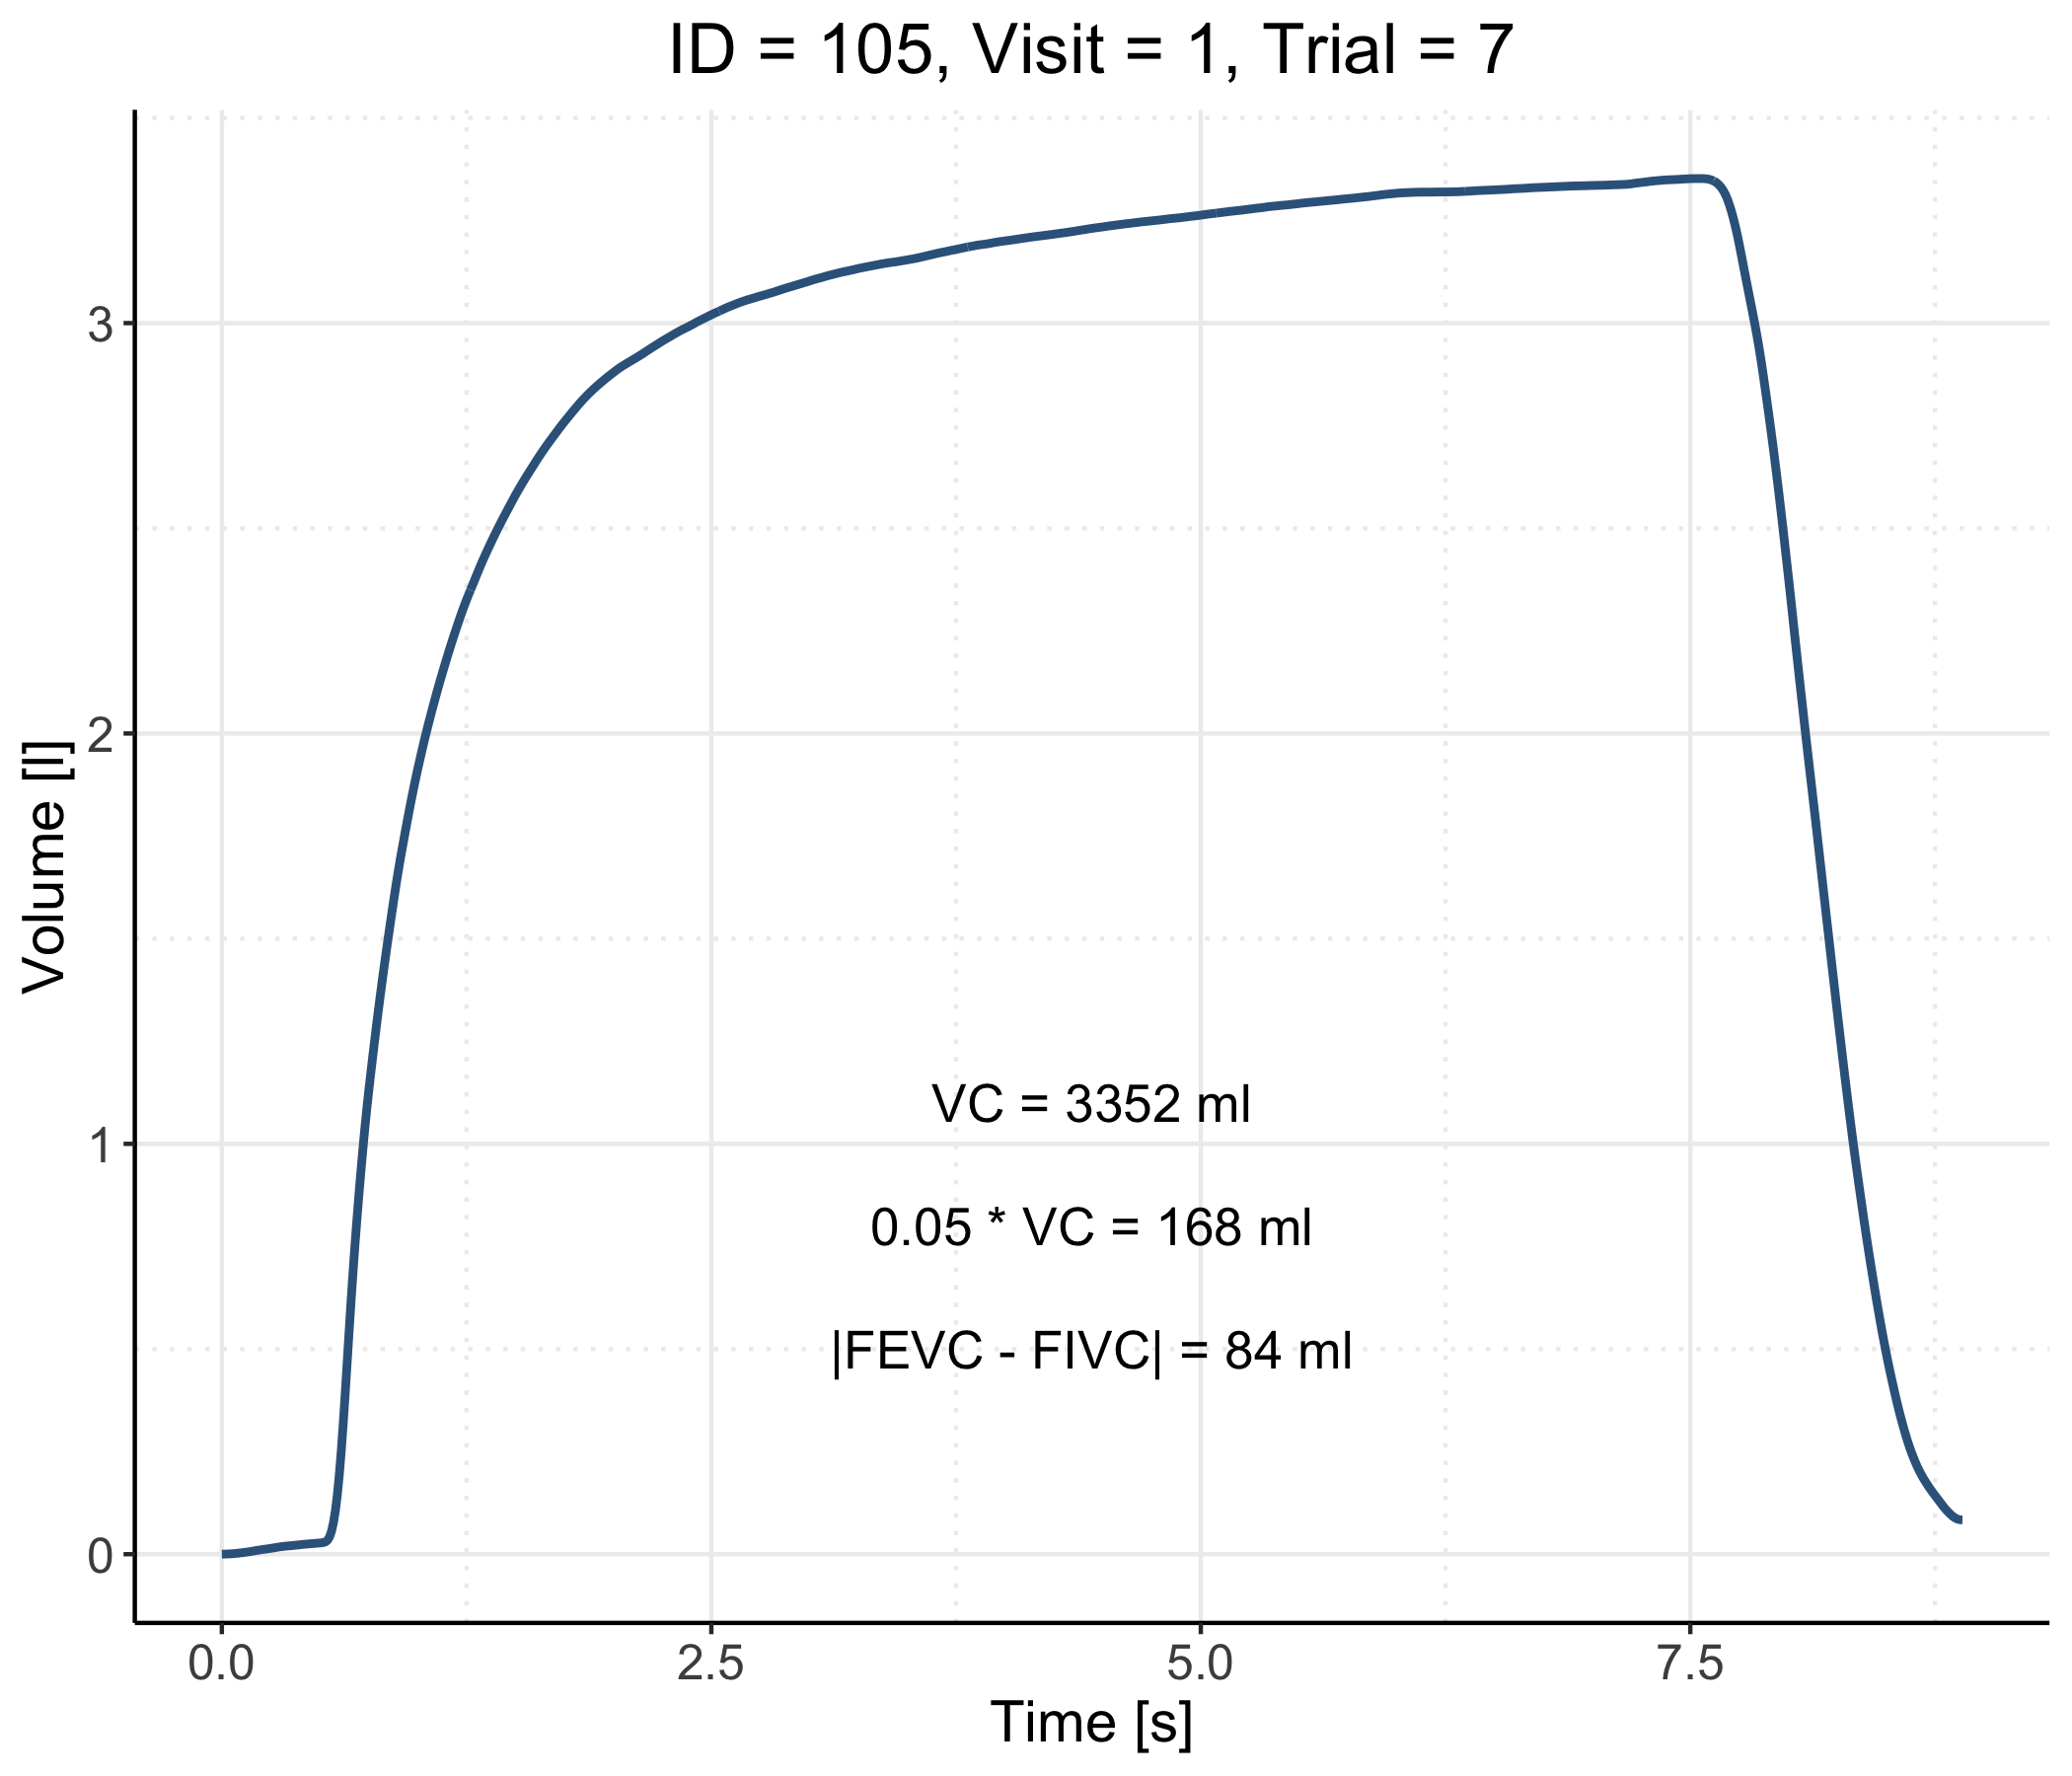 ID = 105, Visit = 1, Trial = 7
3
2
1
0
Volume [l]
VC = 3352 ml
0.05 * VC = 168 ml
|FEVC - FIVC| = 84 ml
0.0 2.5 5.0 7.5
Time [s]